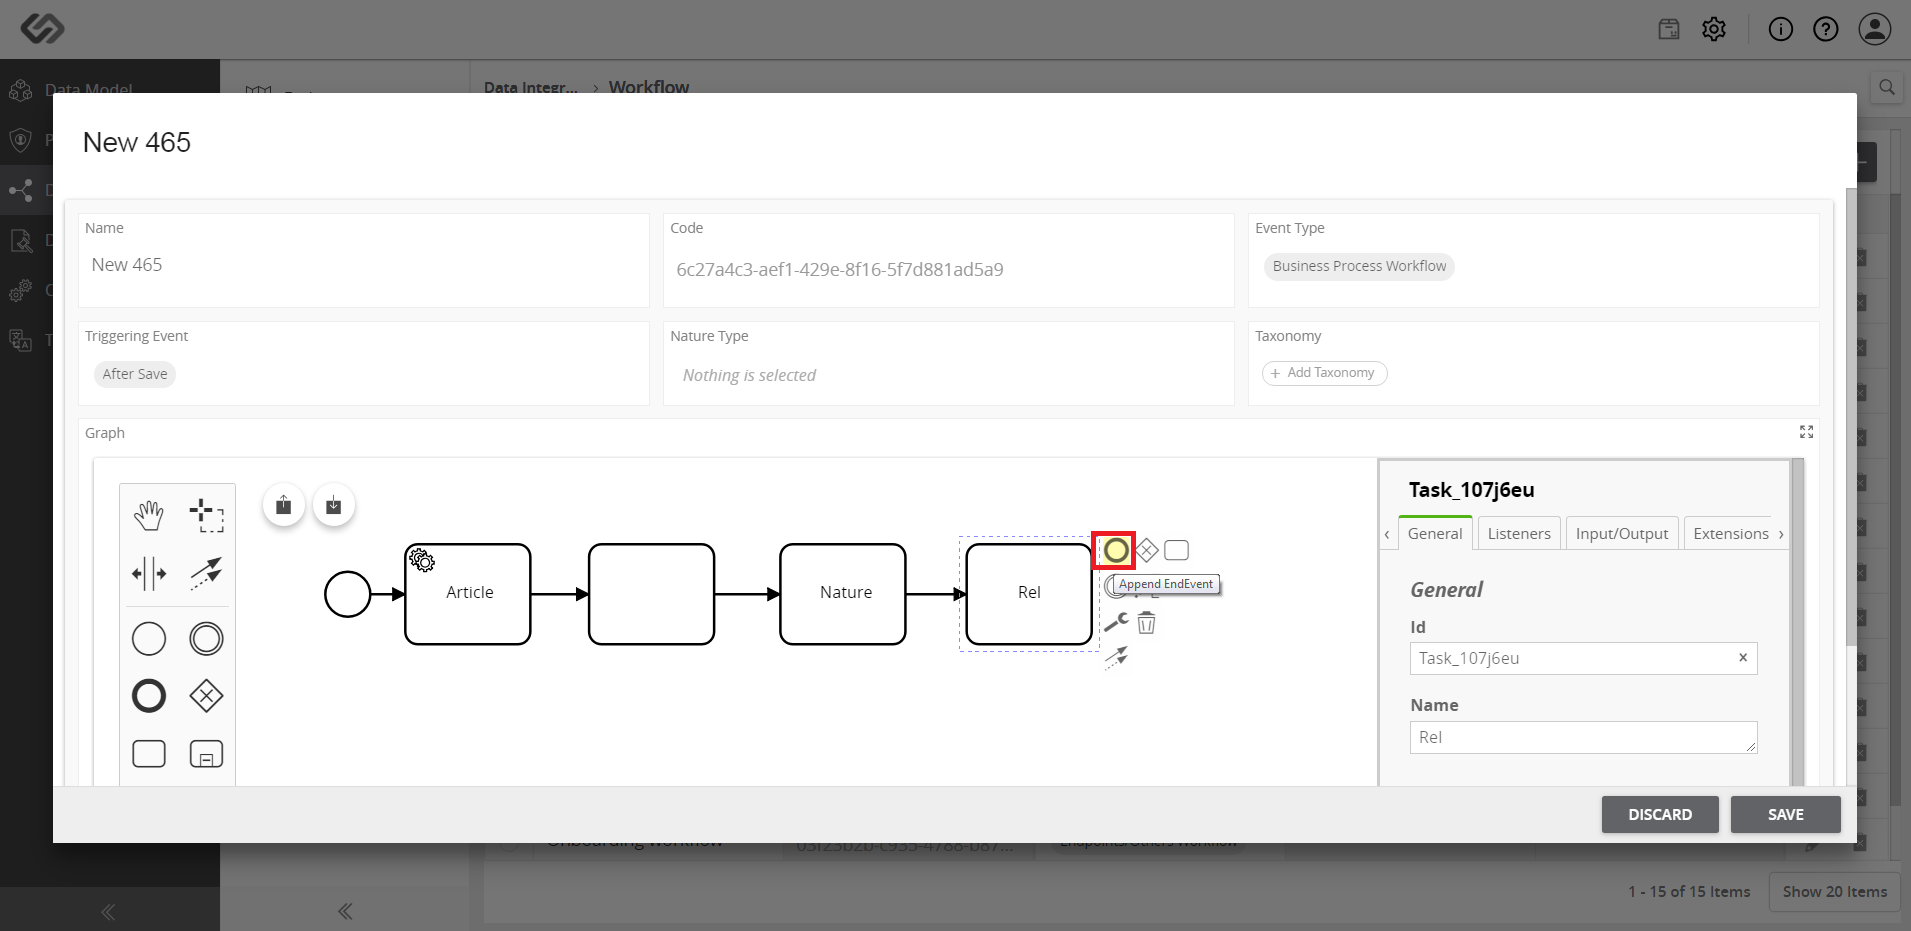 Data Model
Data Integr... › Workflow
New 465
Name
New 465
Code
6c27a4c3-aef1-429e-8f16-5f7d881ad5a9
Event Type
Business Process Workflow
Triggering Event
After Save
Nature Type
Nothing is selected
Taxonomy
+ Add Taxonomy
Graph
Article
Nature
Rel
Append EndEvent
Task_107j6eu
General
Listeners
Input/Output
Extensions
General
Id
Task_107j6eu
Name
Rel
DISCARD
SAVE
Onboarding Workflow
Endpoints/Others Workflow
1 - 15 of 15 Items
Show 20 Items